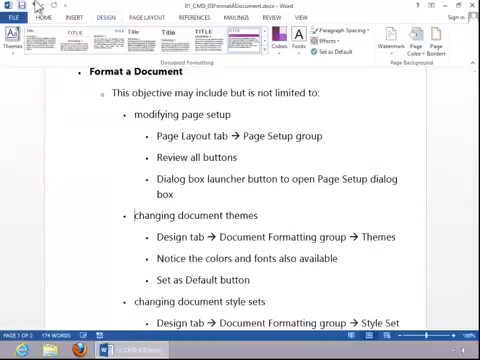 01_CMD_03FormatADocument.docx - Word
FILE HOME INSERT DESIGN PAGE LAYOUT REFERENCES MAILINGS REVIEW VIEW Sign in
Themes
TITLE
Title
Colors
Fonts
Paragraph Spacing
Effects
Set as Default
Watermark
Page Color
Page Borders
Document Formatting
Page Background
Format a Document
This objective may include but is not limited to:
modifying page setup
Page Layout tab → Page Setup group
Review all buttons
Dialog box launcher button to open Page Setup dialog
box
changing document themes
Design tab → Document Formatting group → Themes
Notice the colors and fonts also available
Set as Default button
changing document style sets
Design tab → Document Formatting group → Style Set
PAGE 1 OF 2 174 WORDS
100%